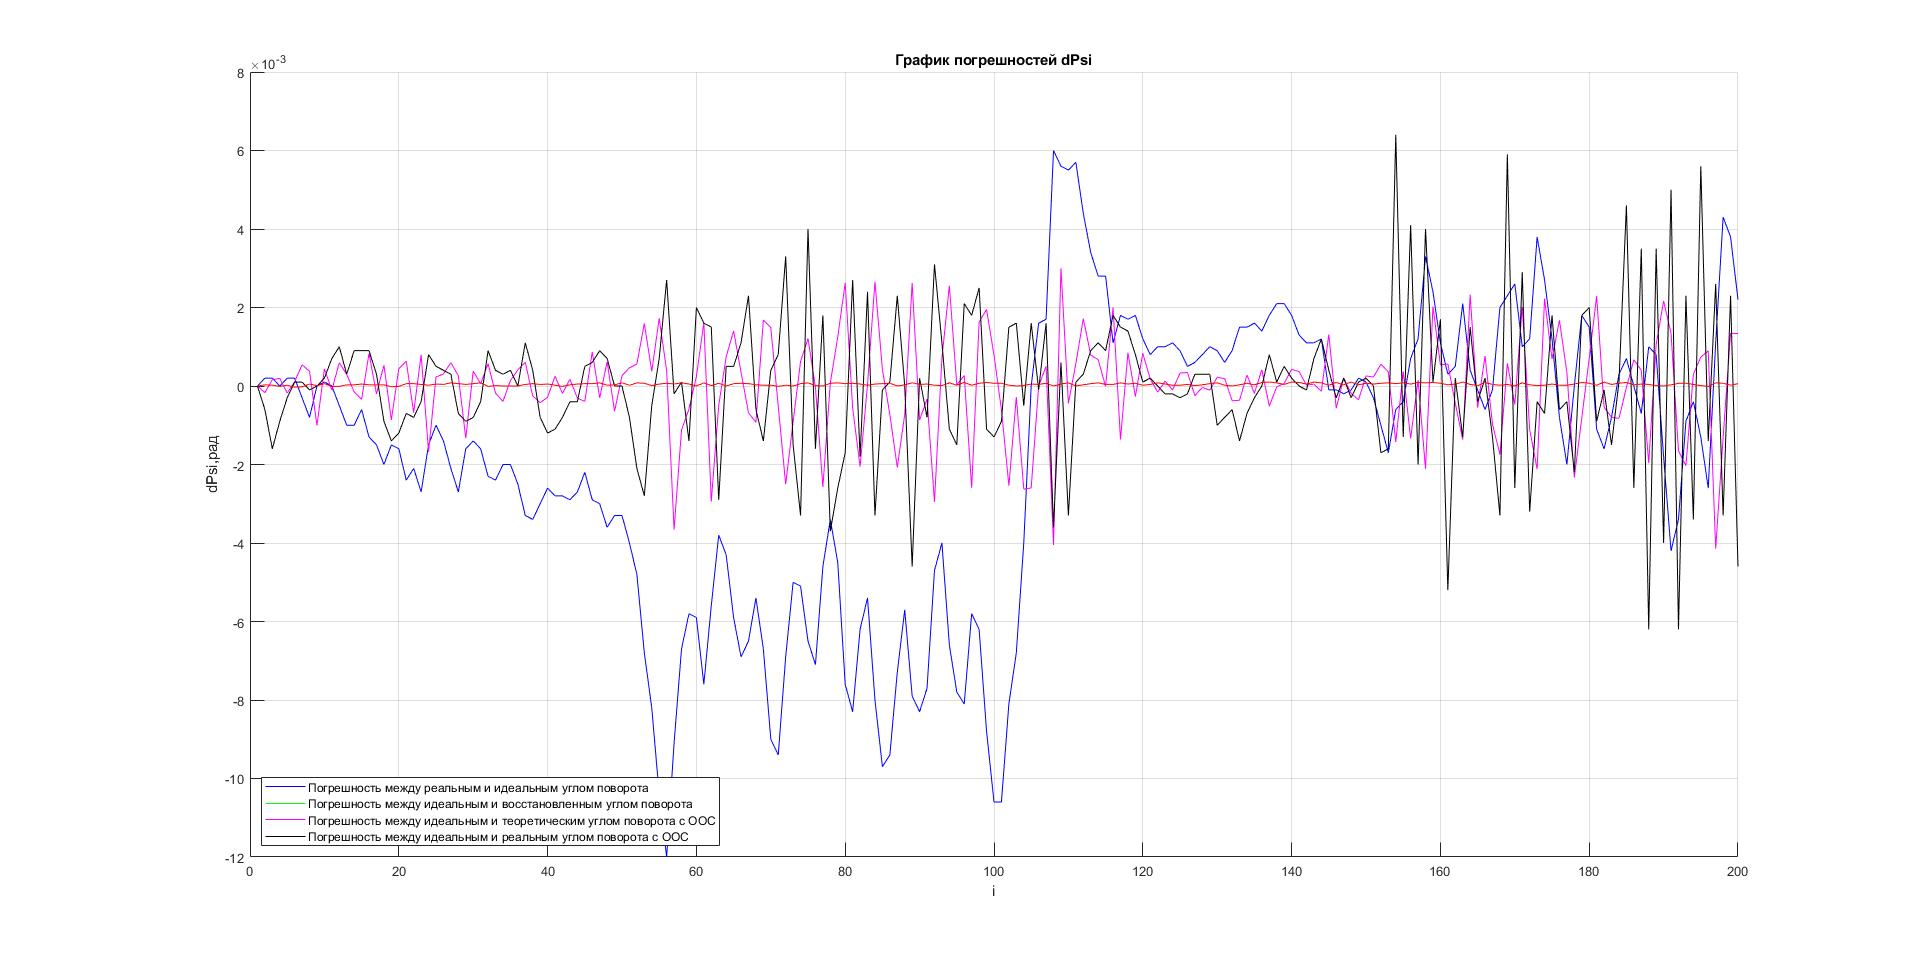 График погрешностей dPsi
×10-3
8
6
4
2
0
-2
-4
-6
-8
-10
-12
dPsi,рад
0 20 40 60 80 100 120 140 160 180 200
i
Погрешность между реальным и идеальным углом поворота
Погрешность между идеальным и восстановленным углом поворота
Погрешность между идеальным и теоретическим углом поворота с ООС
Погрешность между идеальным и реальным углом поворота с ООС